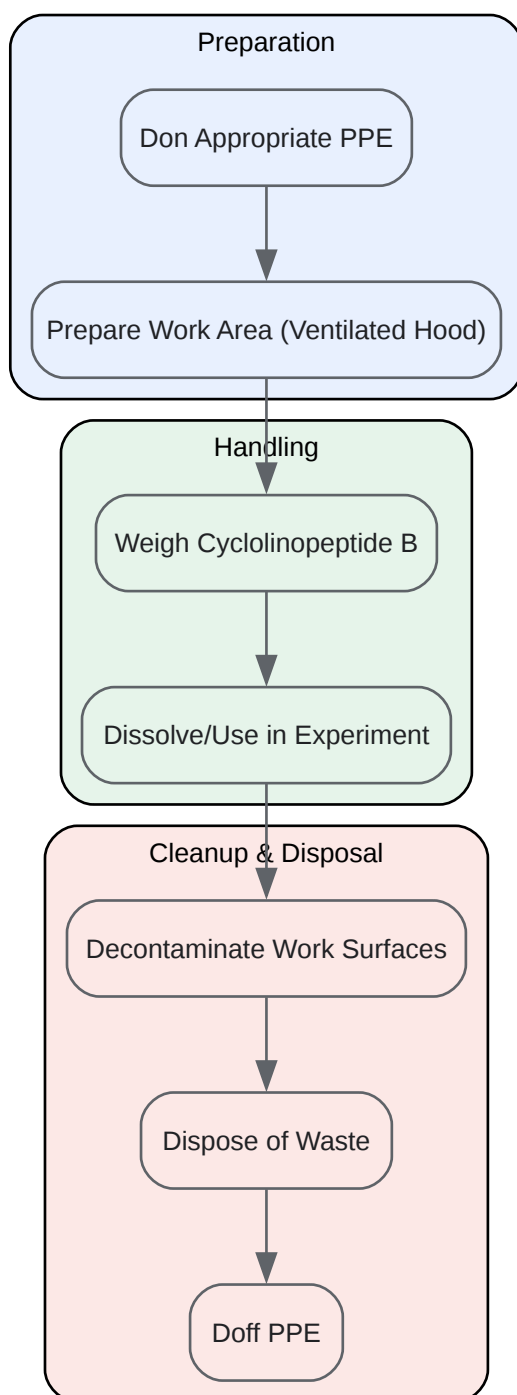 Preparation
Don Appropriate PPE
Prepare Work Area (Ventilated Hood)
Handling
Weigh Cyclolinopeptide B
Dissolve/Use in Experiment
Cleanup & Disposal
Decontaminate Work Surfaces
Dispose of Waste
Doff PPE